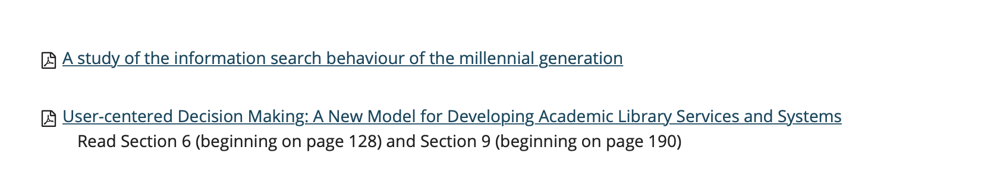 A study of the information search behaviour of the millennial generation
User-centered Decision Making: A New Model for Developing Academic Library Services and Systems
Read Section 6 (beginning on page 128) and Section 9 (beginning on page 190)